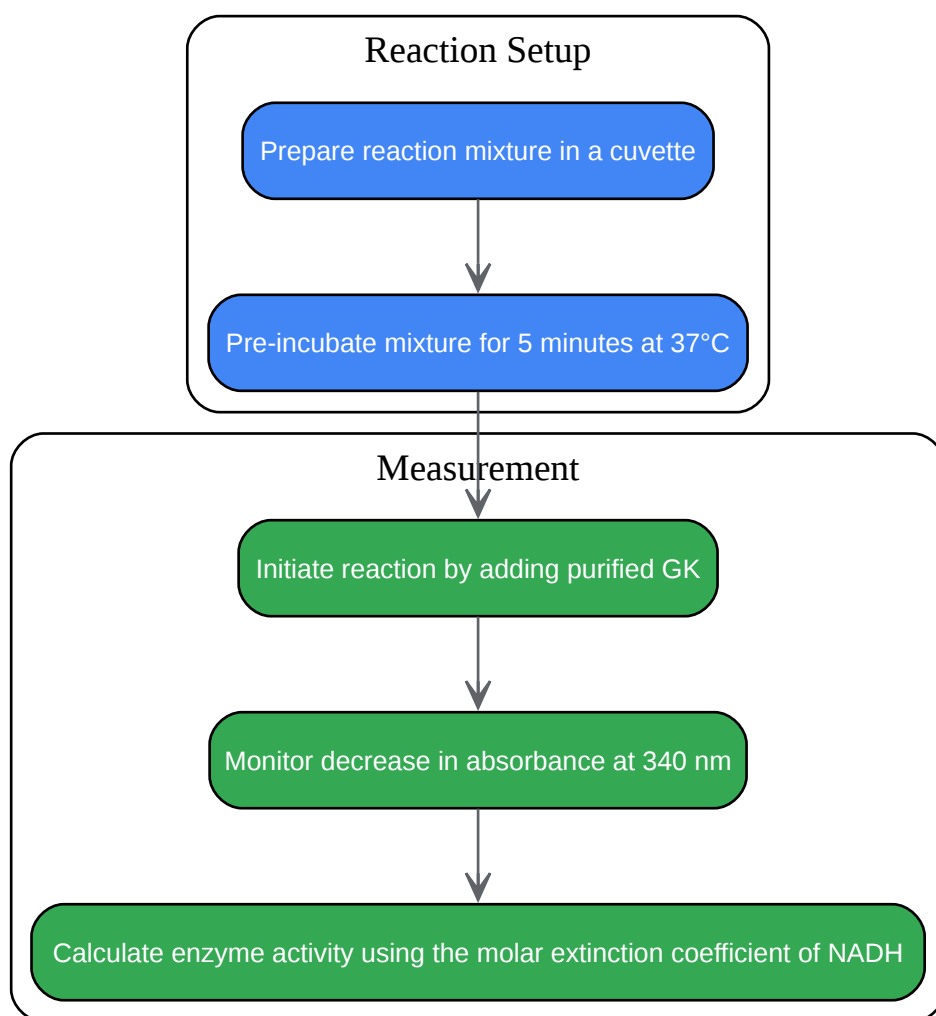 Reaction Setup
Prepare reaction mixture in a cuvette
Pre-incubate mixture for 5 minutes at 37°C
Measurement
Initiate reaction by adding purified GK
Monitor decrease in absorbance at 340 nm
Calculate enzyme activity using the molar extinction coefficient of NADH